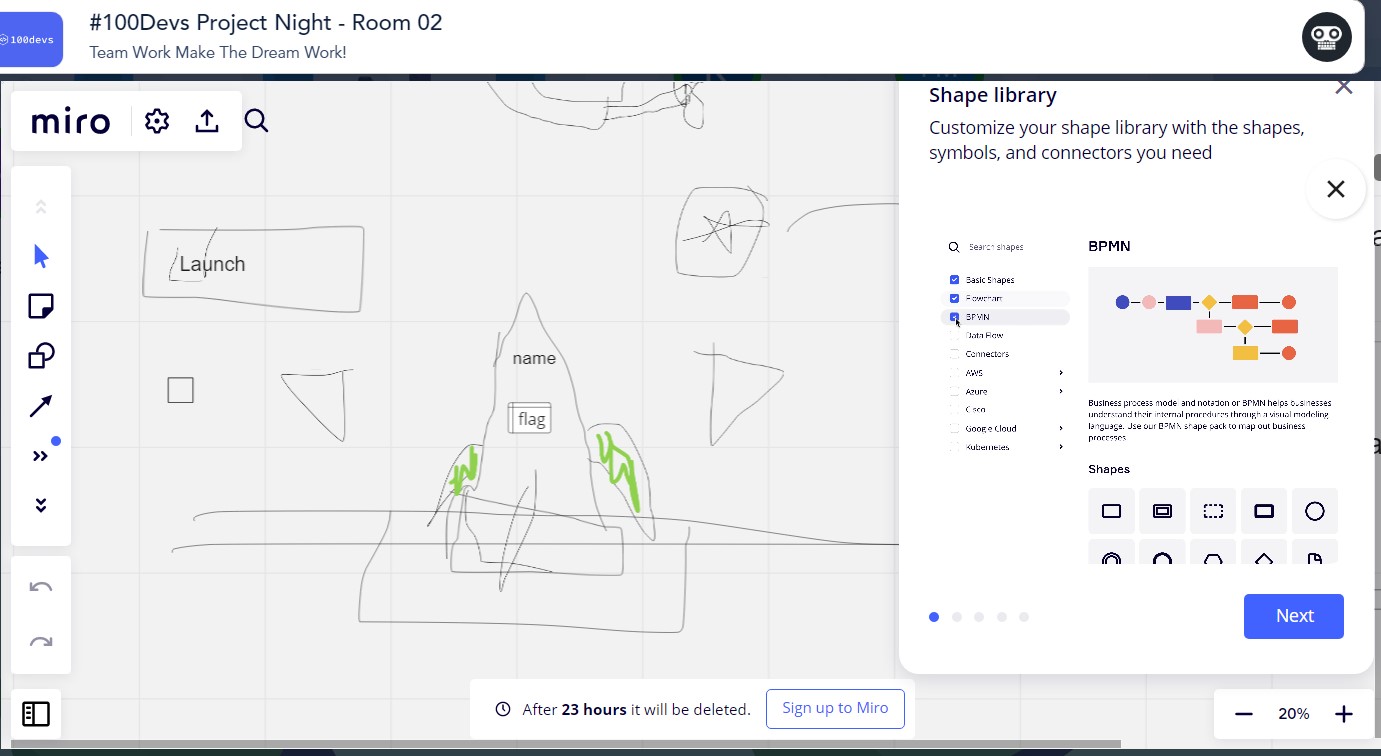 100devs
#100Devs Project Night - Room 02
Team Work Make The Dream Work!
miro
Launch
name
flag
Shape library
Customize your shape library with the shapes,
symbols, and connectors you need
Search shapes
Basic Shapes
Flowchart
BPMN
Data Flow
Connectors
AWS
Azure
Cisco
Google Cloud
Kubernetes
BPMN
Business process model and notation or BPMN helps businesses
understand their internal procedures through a visual modeling
language. Use our BPMN shape pack to map out business
processes
Shapes
Next
After 23 hours it will be deleted.
Sign up to Miro
20%